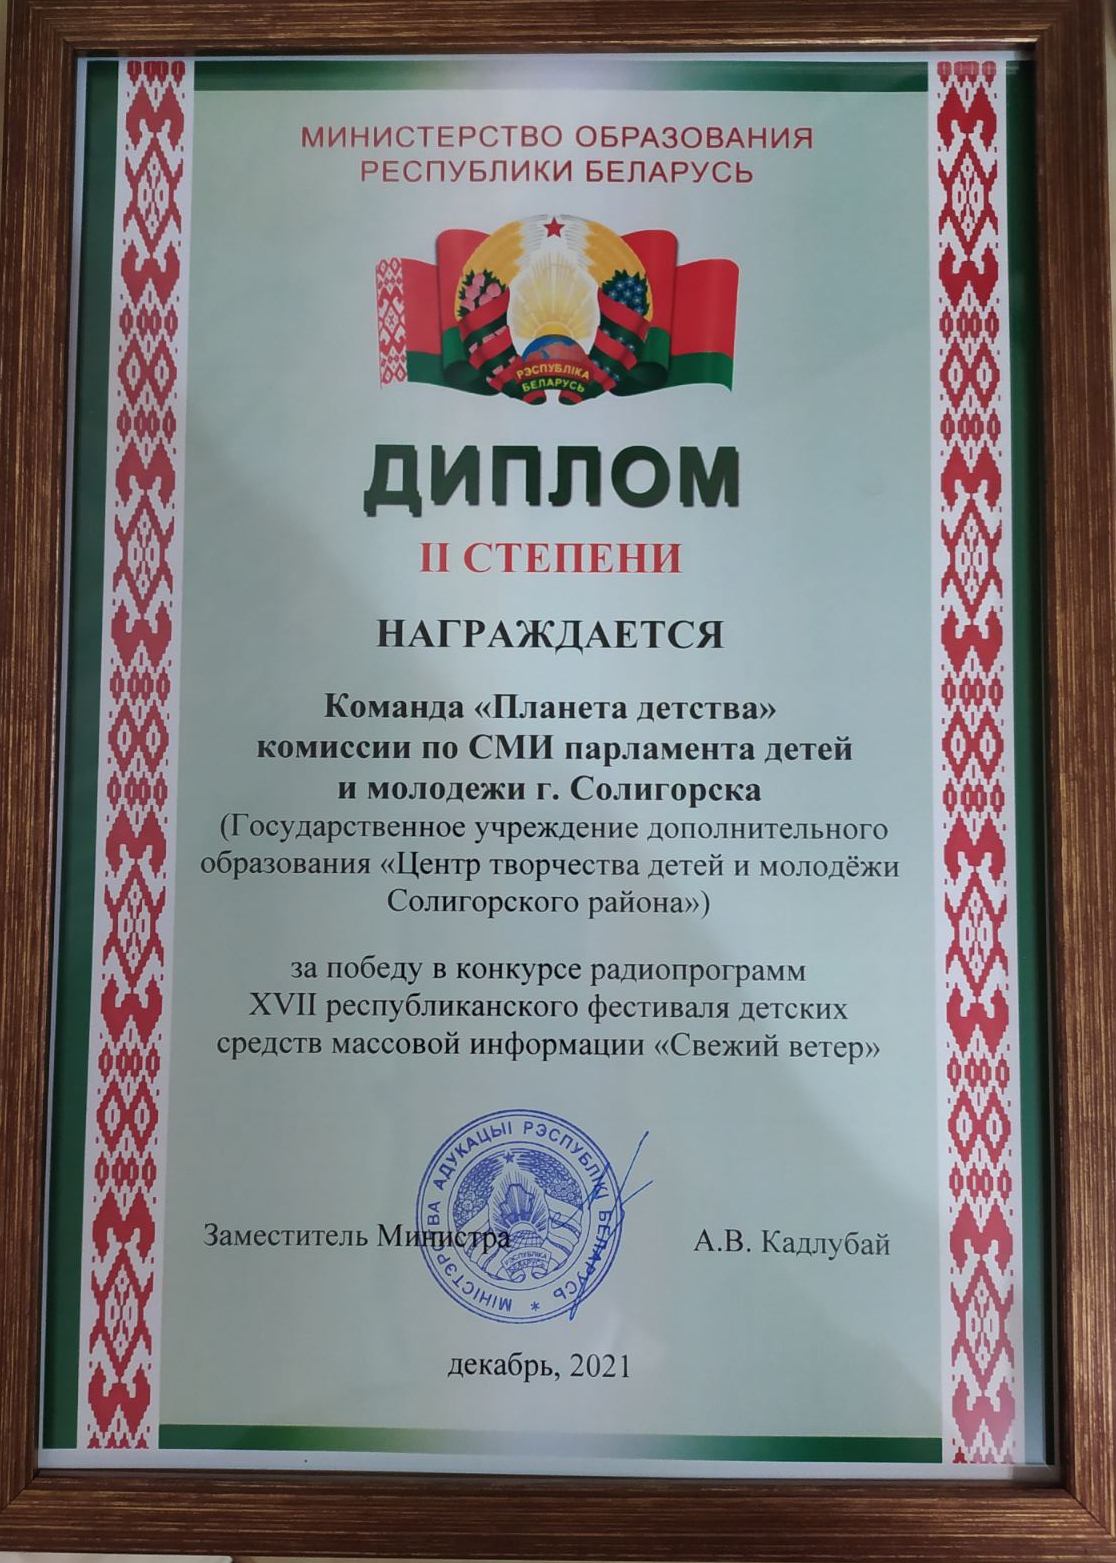 МИНИСТЕРСТВО ОБРАЗОВАНИЯ
РЕСПУБЛИКИ БЕЛАРУСЬ
РЭСПУБЛІКА
БЕЛАРУСЬ
ДИПЛОМ
II СТЕПЕНИ
НАГРАЖДАЕТСЯ
Команда «Планета детства»
комиссии по СМИ парламента детей
и молодежи г. Солигорска
(Государственное учреждение дополнительного
образования «Центр творчества детей и молодёжи
Солигорского района»)
за победу в конкурсе радиопрограмм
XVII республиканского фестиваля детских
средств массовой информации «Свежий ветер»
МІНІСТЭРСТВА АДУКАЦЫІ РЭСПУБЛІКІ БЕЛАРУСЬ *
РЭСПУБЛІКА
БЕЛАРУСЬ
Заместитель Министра
А.В. Кадлубай
декабрь, 2021